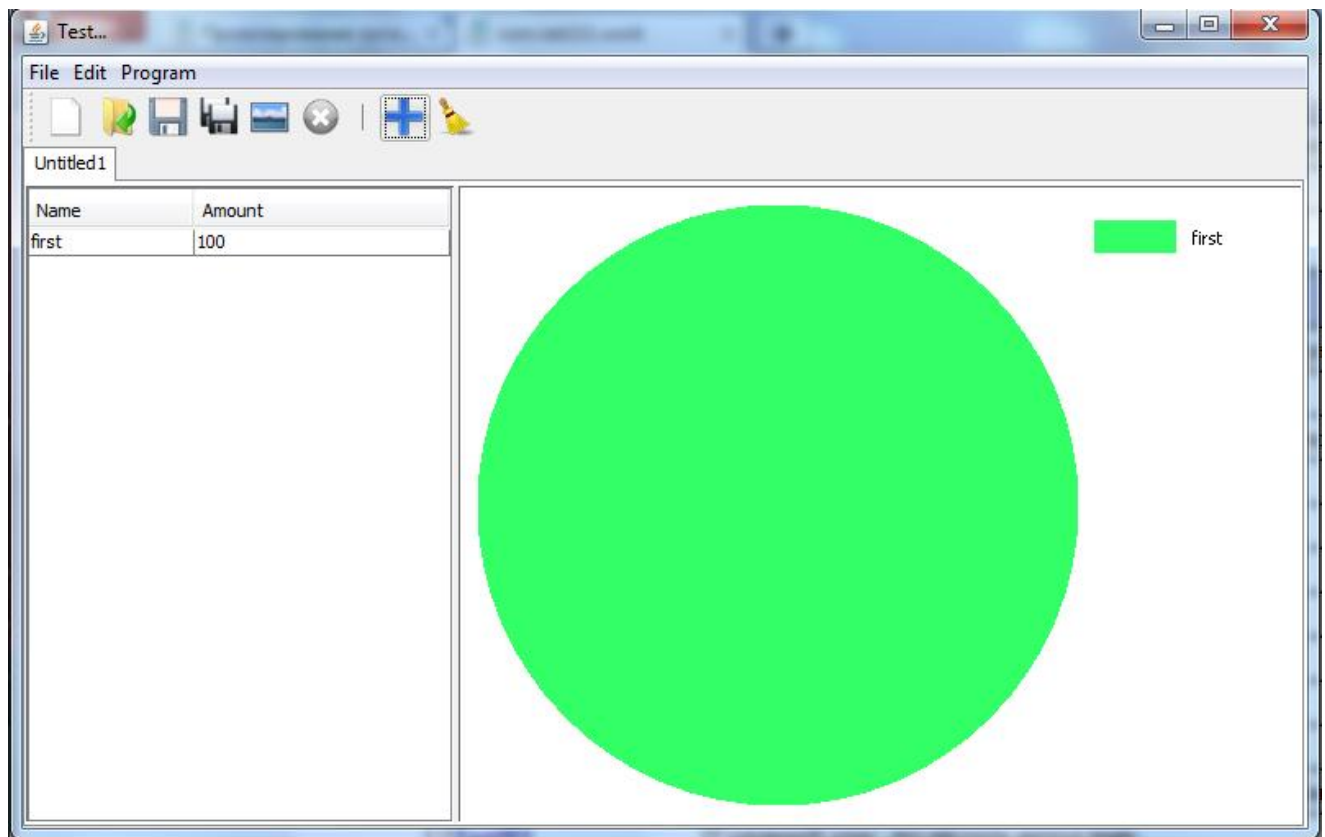 Test...
File Edit Program
Untitled1
Name Amount
first 100
first